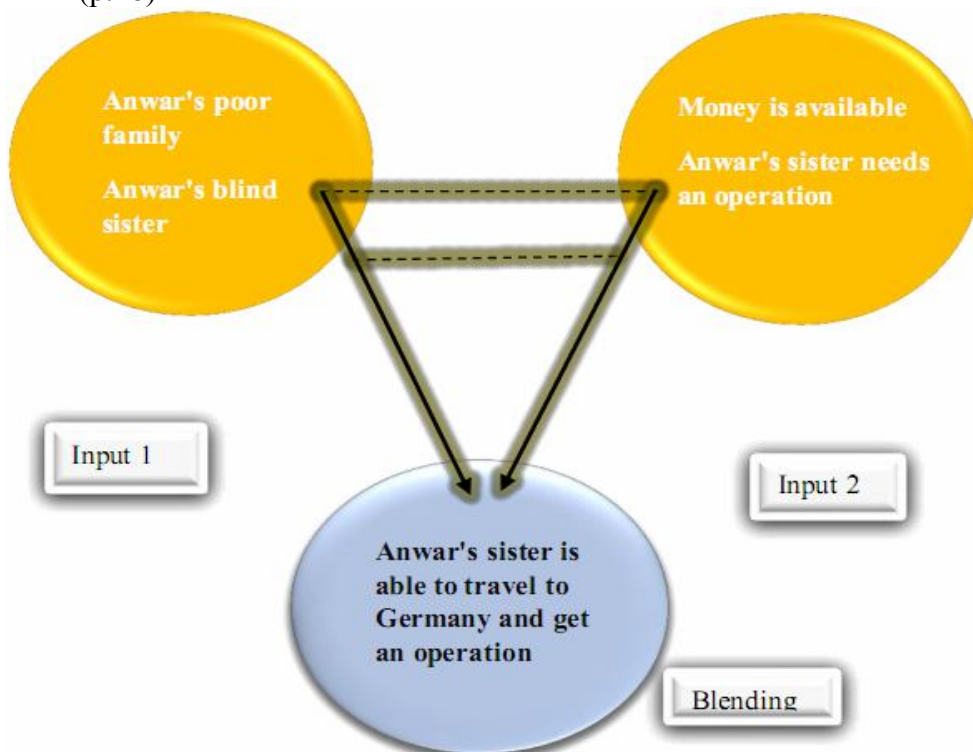 Anwar's poor
family
Anwar's blind
sister
Money is available
Anwar's sister needs
an operation
Input 1
Input 2
Anwar's sister is
able to travel to
Germany and get
an operation
Blending